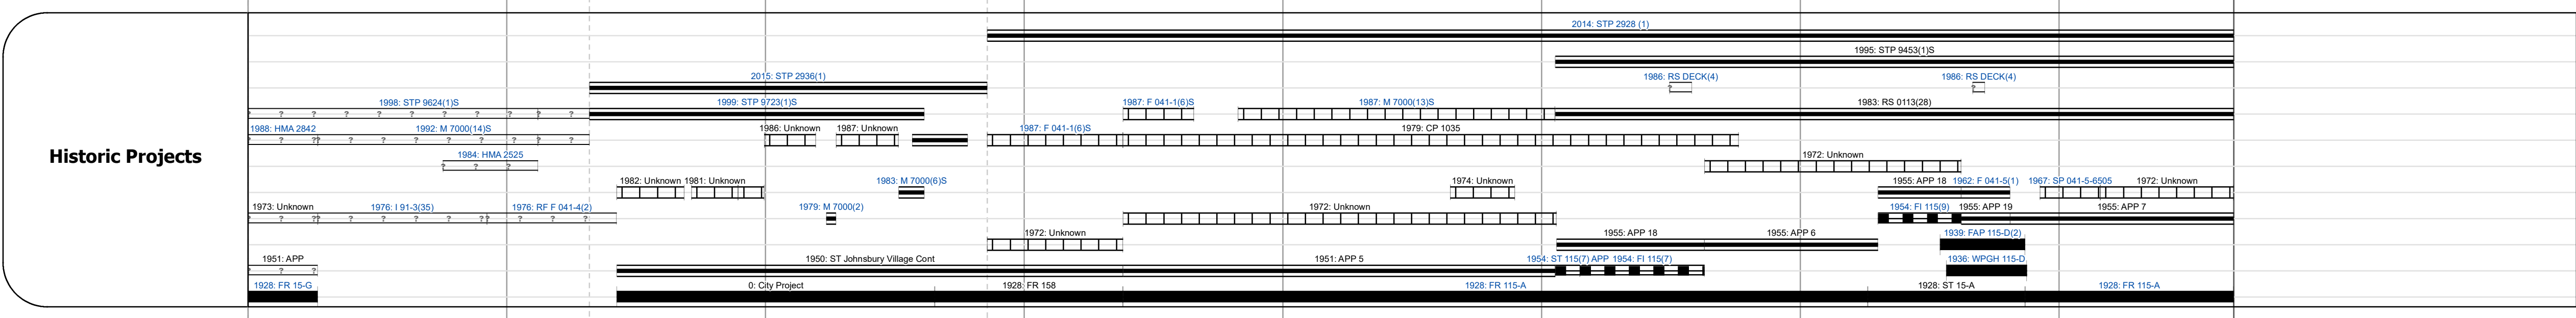 2014: STP 2928 (1)
1995: STP 9453(1)S
2015: STP 2936(1) 1986: RS DECK(4) 1986: RS DECK(4)
1998: STP 9624(1)S 1999: STP 9723(1)S 1987: F 041-1(6)S 1987: M 7000(13)S 1983: RS 0113(28)
? ? ? ? ? ? ? ? ? ?
1988: HMA 2842 1992: M 7000(14)S 1986: Unknown 1987: Unknown 1987: F 041-1(6)S 1979: CP 1035
? ? ?? ? ? ? ? ? ? ?
Historic Projects
1984: HMA 2525 1972: Unknown
? ? ?
1982: Unknown 1981: Unknown 1983: M 7000(6)S 1974: Unknown 1955: APP 18 1962: F 041-5(1) 1967: SP 041-5-6505 1972: Unknown
1973: Unknown 1976: I 91-3(35) 1976: RF F 041-4(2) 1979: M 7000(2) 1972: Unknown 1954: FI 115(9) 1955: APP 19 1955: APP 7
? ? ?? ? ? ? ? ?? ? ? ?
1972: Unknown 1955: APP 18 1955: APP 6 1939: FAP 115-D(2)
1951: APP 1950: ST Johnsbury Village Cont 1951: APP 5 1954: ST 115(7) APP 1954: FI 115(7) 1936: WPGH 115-D
? ? ?
1928: FR 15-G 0: City Project 1928: FR 158 1928: FR 115-A 1928: ST 15-A 1928: FR 115-A